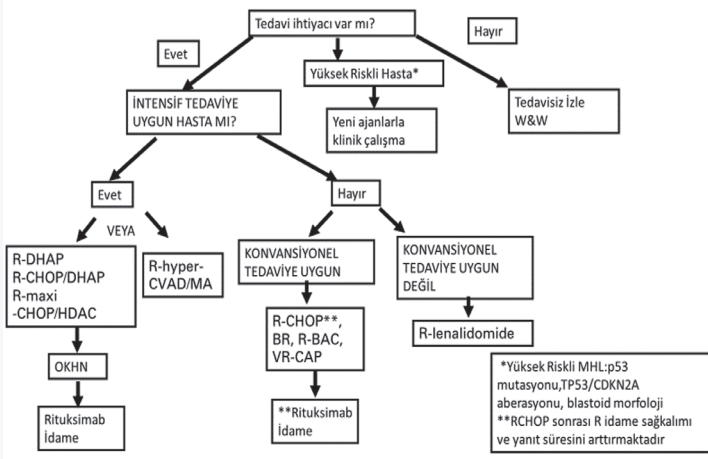 Tedavi ihtiyacı var mı?
Evet
Hayır
Yüksek Riskli Hasta*
İNTENSİF TEDAVİYE
UYGUN HASTA MI?
Yeni ajanlarla
klinik çalışma
Tedavisiz İzle
W&W
Evet
Hayır
VEYA
R-DHAP
R-CHOP/DHAP
R-maxi
-CHOP/HDAC
R-hyper-
CVAD/MA
KONVANSİYONEL
TEDAVİYE UYGUN
KONVANSİYONEL
TEDAVİYE UYGUN
DEĞİL
R-CHOP**,
BR, R-BAC,
VR-CAP
R-lenalidomide
OKHN
Rituksimab
İdame
**Rituksimab
İdame
*Yüksek Riskli MHL:p53
mutasyonu,TP53/CDKN2A
aberasyonu, blastoid morfoloji
**RCHOP sonrası R idame sağkalımı
ve yanıt süresini arttırmaktadır